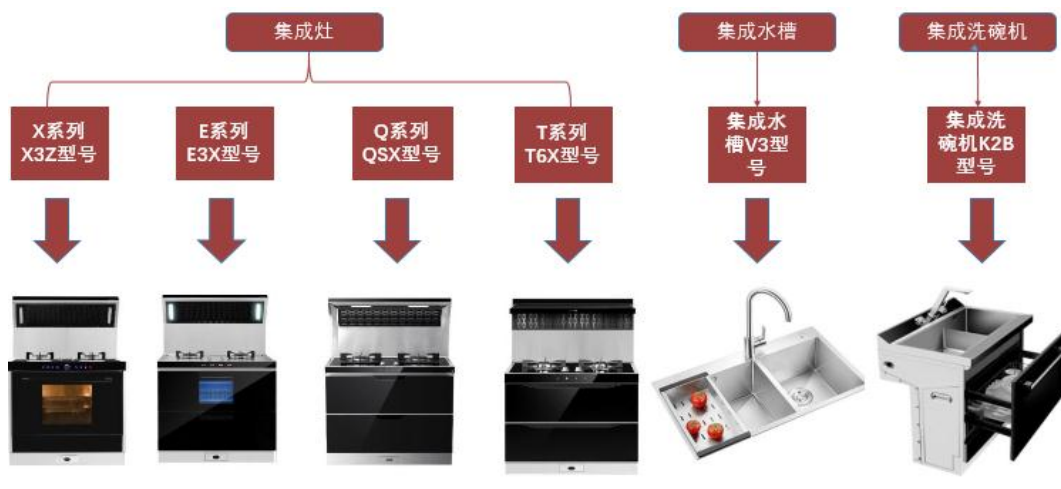 集成灶
集成水槽
集成洗碗机
X系列
X3Z型号
E系列
E3X型号
Q系列
QSX型号
T系列
T6X型号
集成水
槽V3型
号
集成洗
碗机K2B
型号